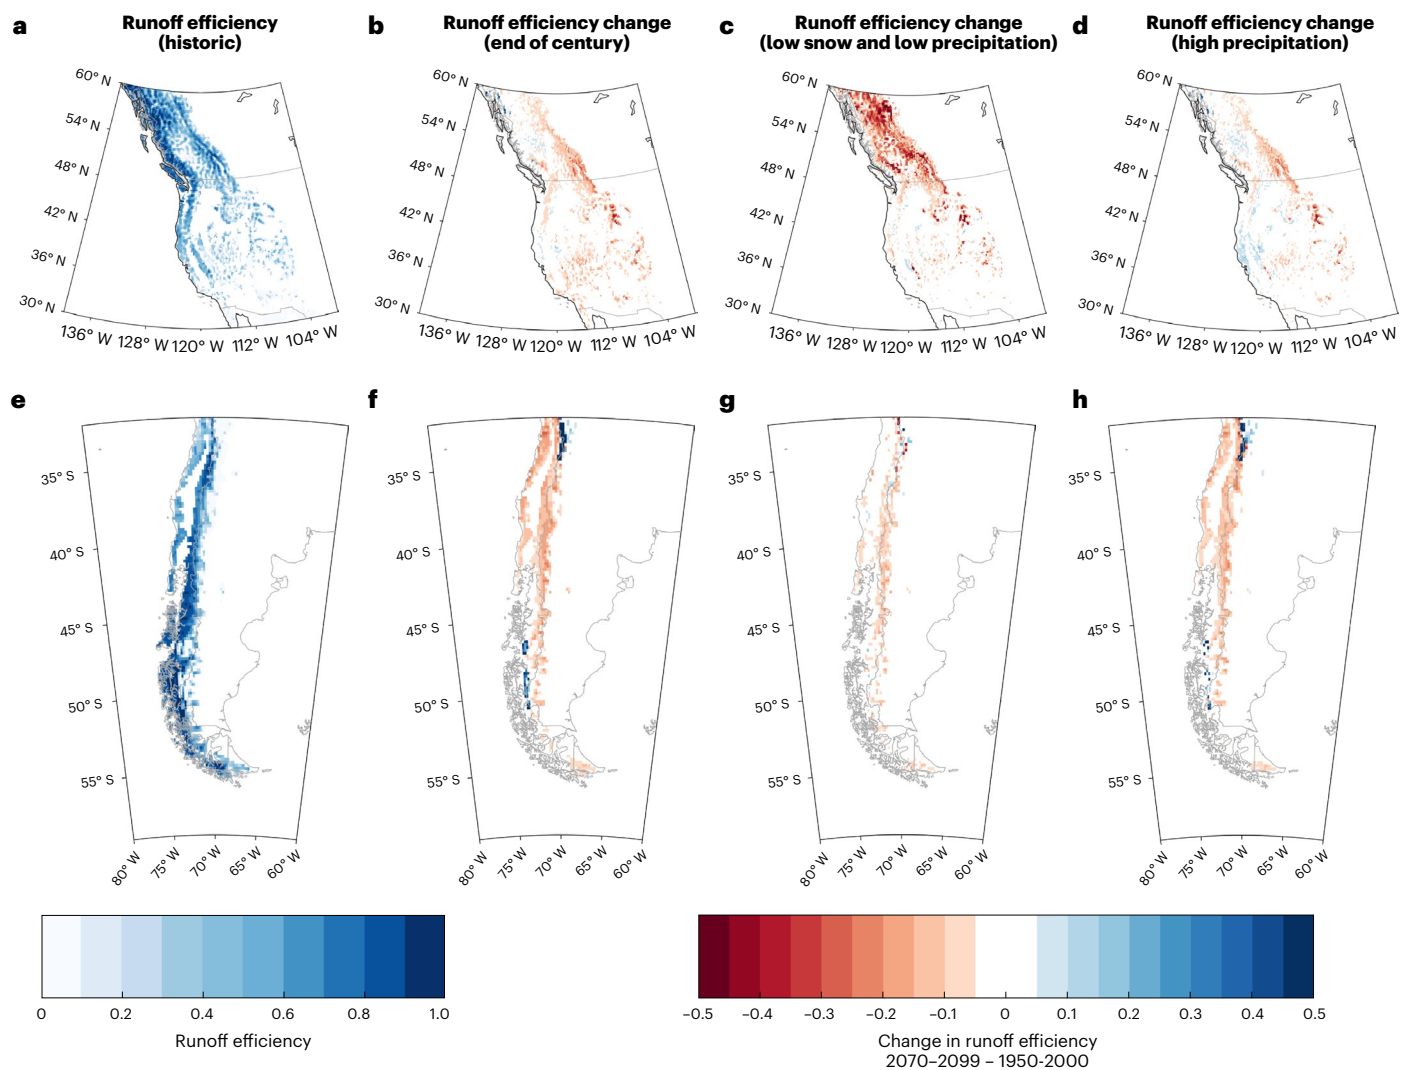 a
Runoff efficiency
(historic)
b
Runoff efficiency change
(end of century)
c
Runoff efficiency change
(low snow and low precipitation)
d
Runoff efficiency change
(high precipitation)
60° N
54° N
48° N
42° N
36° N
30° N
136° W 128° W 120° W 112° W 104° W
60° N
54° N
48° N
42° N
36° N
30° N
136° W 128° W 120° W 112° W 104° W
60° N
54° N
48° N
42° N
36° N
30° N
136° W 128° W 120° W 112° W 104° W
60° N
54° N
48° N
42° N
36° N
30° N
136° W 128° W 120° W 112° W 104° W
e
35° S
40° S
45° S
50° S
55° S
80° W 75° W 70° W 65° W 60° W
f
35° S
40° S
45° S
50° S
55° S
80° W 75° W 70° W 65° W 60° W
g
35° S
40° S
45° S
50° S
55° S
80° W 75° W 70° W 65° W 60° W
h
35° S
40° S
45° S
50° S
55° S
80° W 75° W 70° W 65° W 60° W
0 0.2 0.4 0.6 0.8 1.0
Runoff efficiency
−0.5 −0.4 −0.3 −0.2 −0.1 0 0.1 0.2 0.3 0.4 0.5
Change in runoff efficiency
2070–2099 – 1950-2000